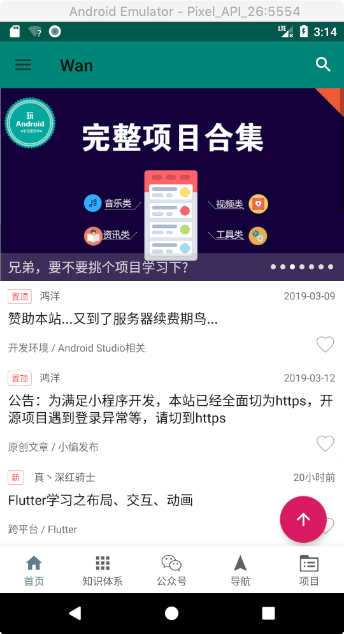 Android Emulator - Pixel_API_26:5554
LTE 3:14
Wan
玩
Android
完整项目合集
音乐类
视频类
资讯类
工具类
兄弟，要不要挑个项目学习下?
置顶 鸿洋 2019-03-09
赞助本站...又到了服务器续费期鸟...
开发环境 / Android Studio相关
置顶 鸿洋 2019-03-12
公告：为满足小程序开发，本站已经全面切为https，开
源项目遇到登录异常等，请切到https
原创文章 / 小编发布
新 真丶深红骑士 20小时前
Flutter学习之布局、交互、动画
跨平台 / Flutter
首页 知识体系 公众号 导航 项目